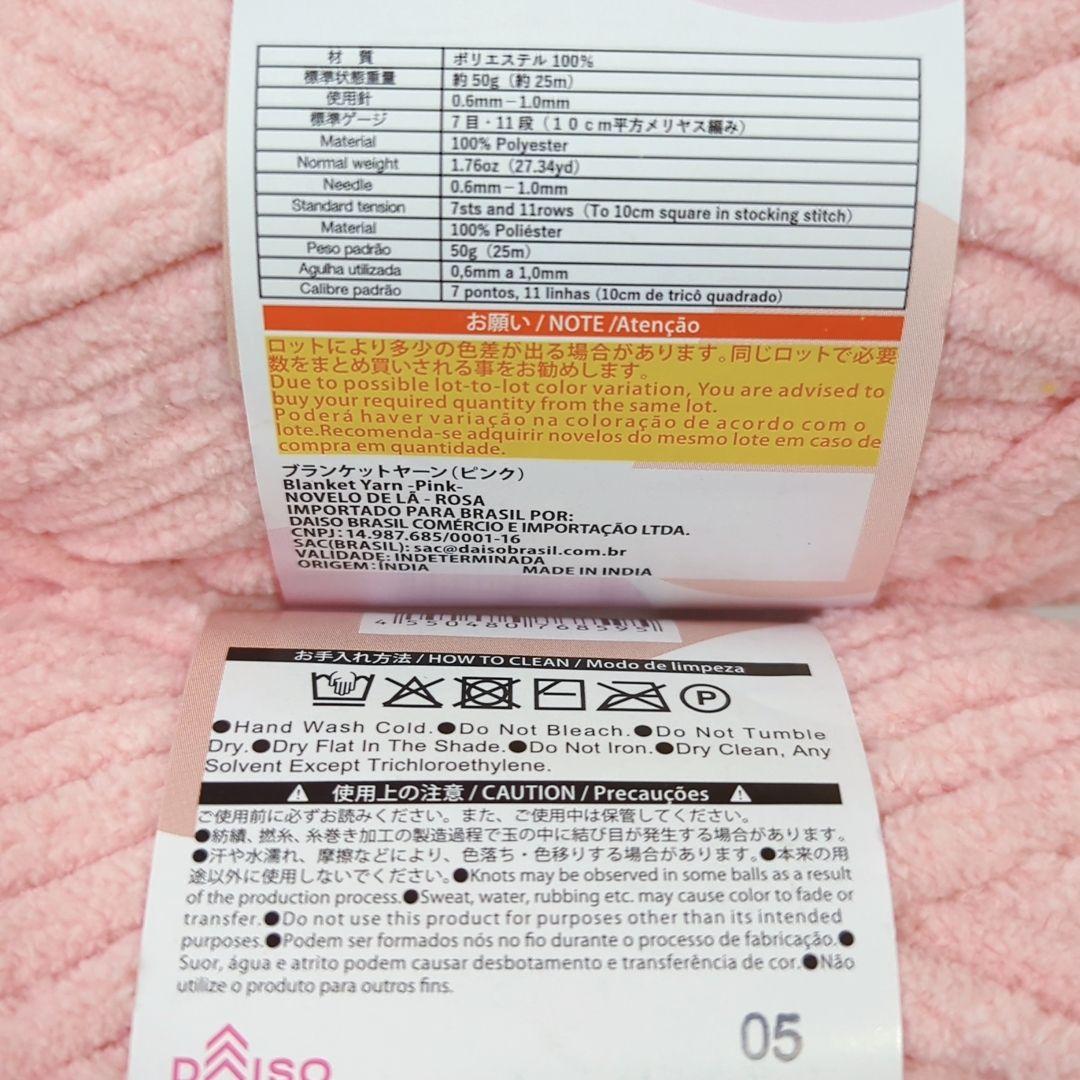 材 質 ポリエステル 100%
標準状態重量 約 50g（約 25m）
使用針 0.6mm－1.0mm
標準ゲージ 7 目・11 段（１０ｃｍ平方メリヤス編み）
Material 100% Polyester
Normal weight 1.76oz（27.34yd）
Needle 0.6mm－1.0mm
Standard tension 7sts and 11rows（To 10cm square in stocking stitch）
Material 100% Poliéster
Peso padrão 50g（25m）
Agulha utilizada 0,6mm a 1,0mm
Calibre padrão 7 pontos, 11 linhas (10cm de tricô quadrado)
お願い / NOTE /Atenção
ロットにより多少の色差が出る場合があります。同じロットで必要
数をまとめ買いされる事をお勧めします。
Due to possible lot-to-lot color variation, You are advised to
buy your required quantity from the same lot.
Poderá haver variação na coloração de acordo com o
lote.Recomenda-se adquirir novelos do mesmo lote em caso de
compra em quantidade.
ブランケットヤーン（ピンク）
Blanket Yarn -Pink-
NOVELO DE LÃ - ROSA
IMPORTADO PARA BRASIL POR:
DAISO BRASIL COMÉRCIO E IMPORTAÇÃO LTDA.
CNPJ：14.987.685/0001-16
SAC(BRASIL)：sac@daisobrasil.com.br
VALIDADE: INDETERMINADA
ORIGEM：ÍNDIA MADE IN INDIA
4 550480 768595
お手入れ方法 / HOW TO CLEAN / Modo de limpeza
P
●Hand Wash Cold.●Do Not Bleach.●Do Not Tumble
Dry.●Dry Flat In The Shade.●Do Not Iron.●Dry Clean, Any
Solvent Except Trichloroethylene.
使用上の注意 / CAUTION / Precauções
ご使用前に必ずお読みください。また、ご使用中は保管してください。
●紡績、撚糸、糸巻き加工の製造過程で玉の中に結び目が発生する場合があります。
●汗や水濡れ、摩擦などにより、色落ち・色移りする場合があります。●本来の用
途以外に使用しないでください。●Knots may be observed in some balls as a result
of the production process.●Sweat, water, rubbing etc. may cause color to fade or
transfer.●Do not use this product for purposes other than its intended
purposes.●Podem ser formados nós no fio durante o processo de fabricação.●
Suor, água e atrito podem causar desbotamento e transferência de cor.●Não
utilize o produto para outros fins.
05
DAISO